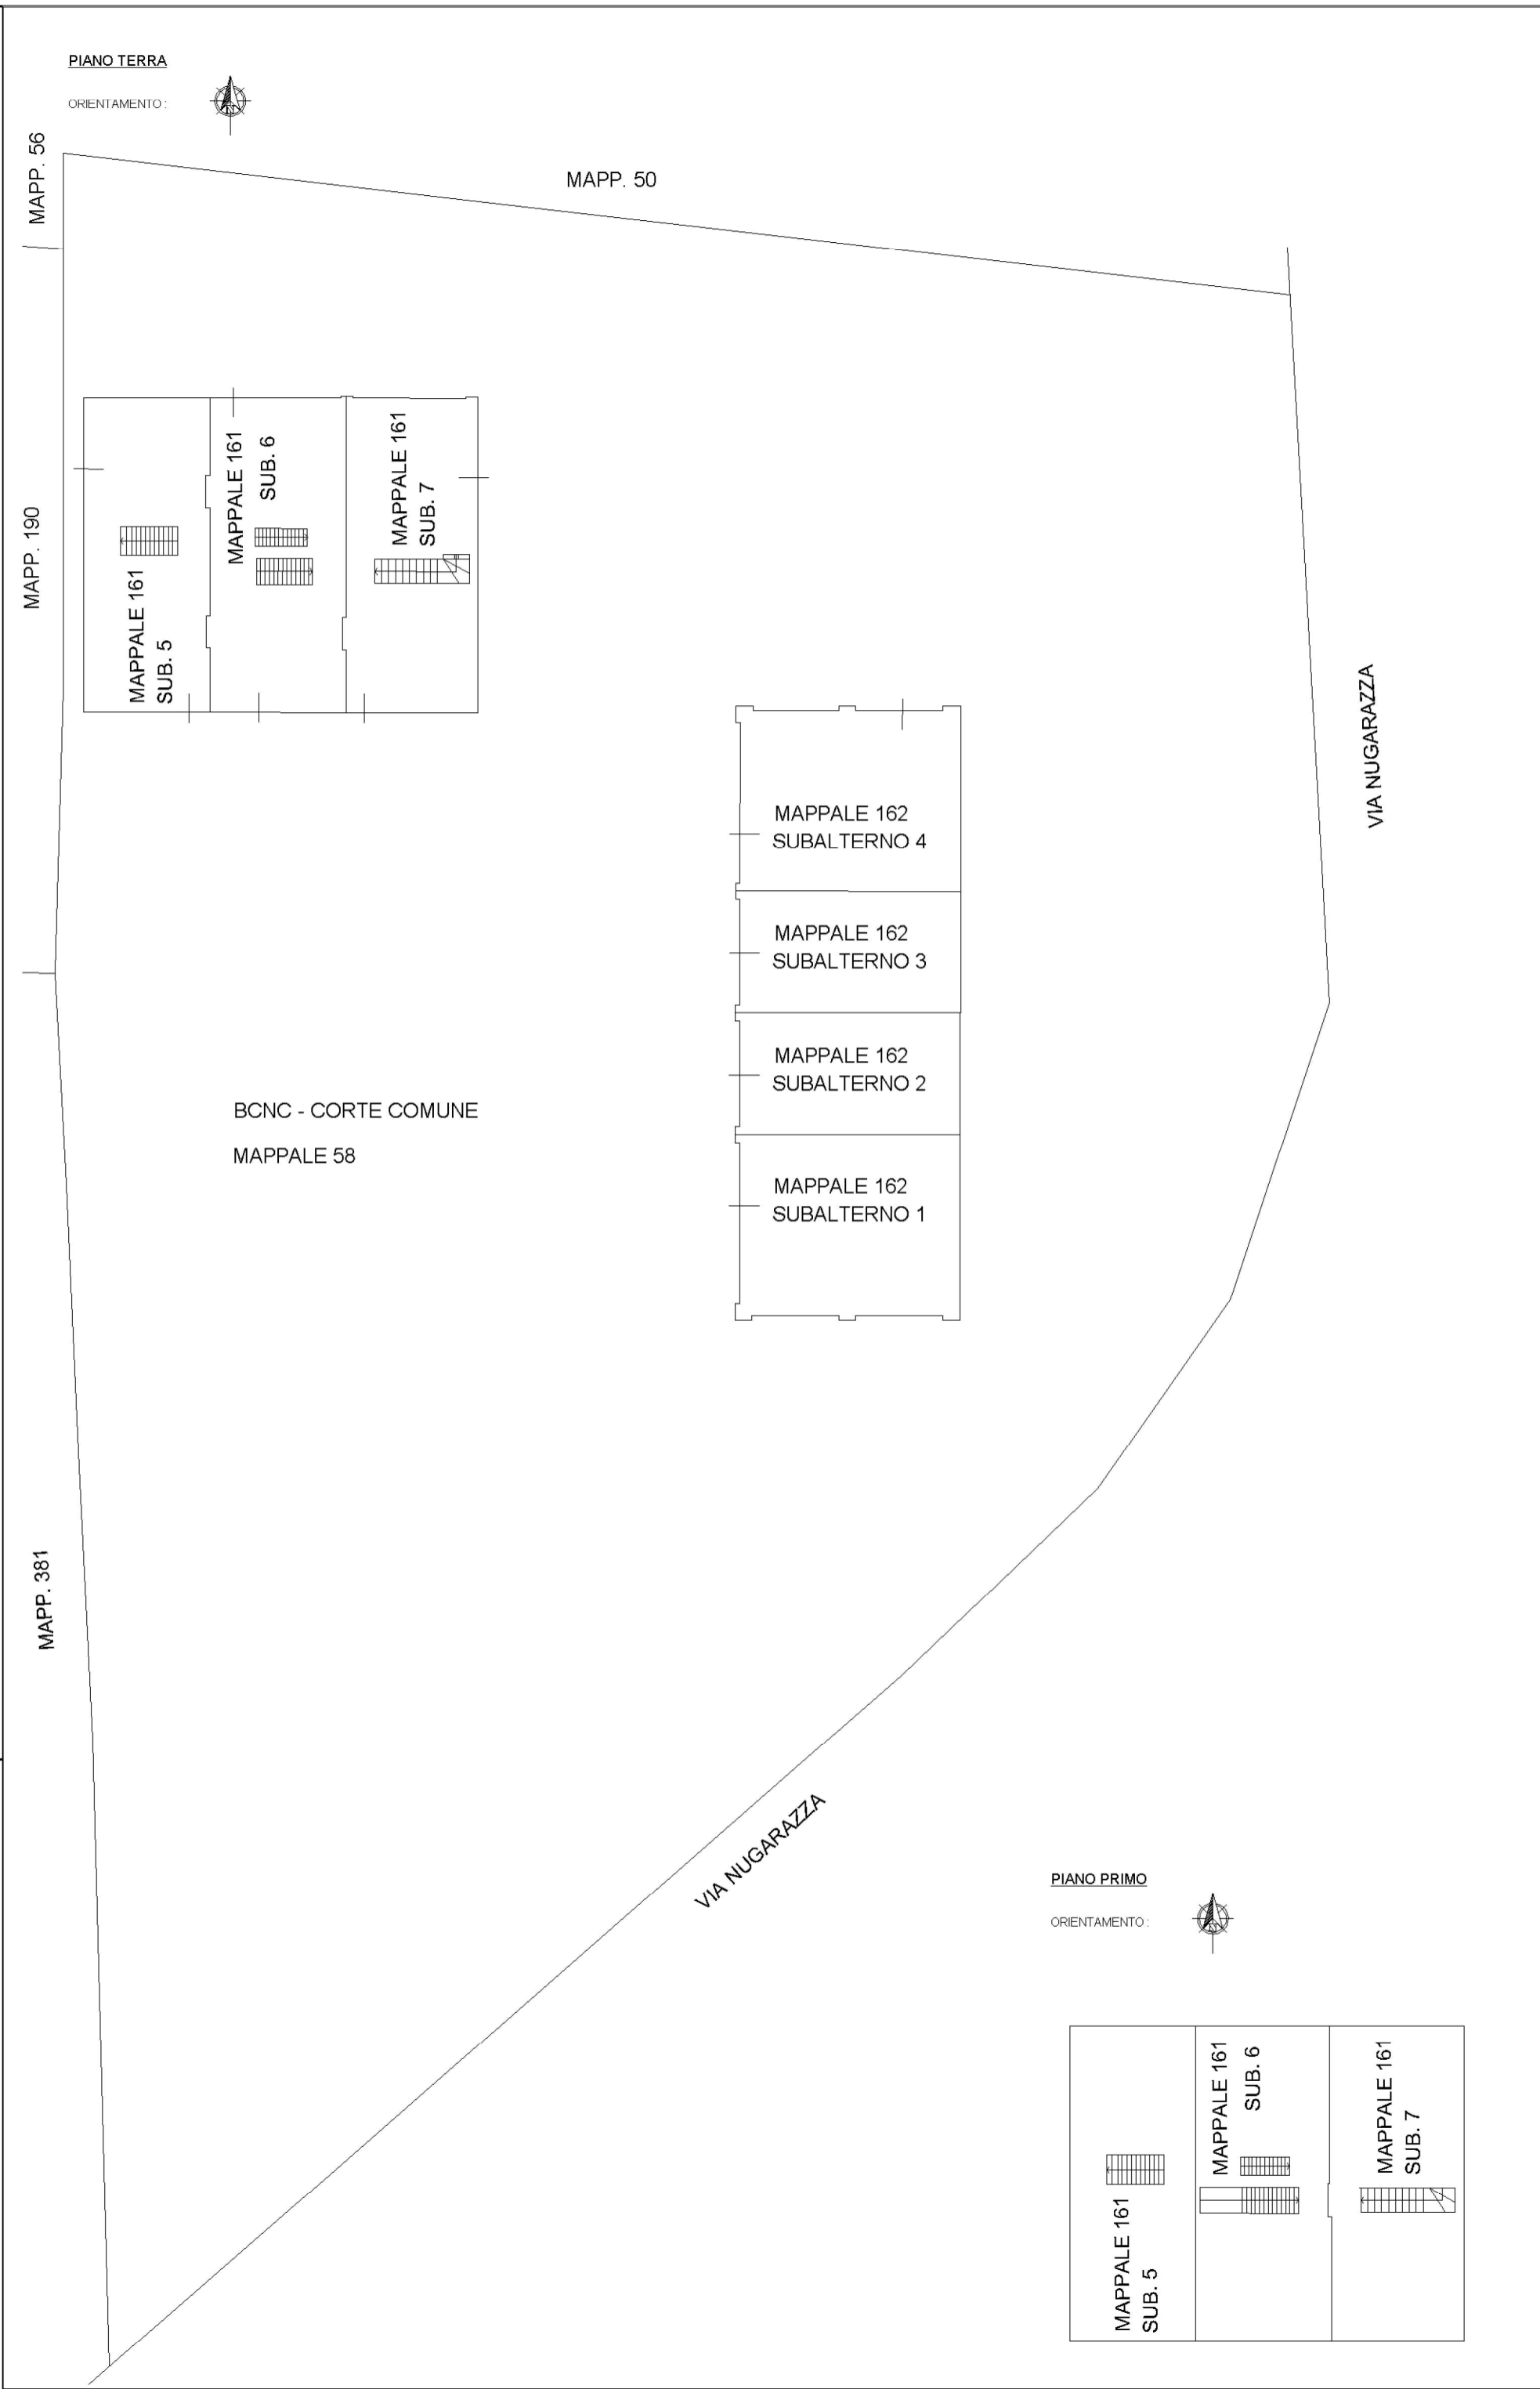 PIANO TERRA
ORIENTAMENTO :
N
MAPP. 56
MAPP. 50
MAPP. 190
MAPPALE 161
SUB. 5
MAPPALE 161
SUB. 6
MAPPALE 161
SUB. 7
VIA NUGARAZZA
MAPPALE 162
SUBALTERNO 4
MAPPALE 162
SUBALTERNO 3
MAPPALE 162
SUBALTERNO 2
MAPPALE 162
SUBALTERNO 1
BCNC - CORTE COMUNE
MAPPALE 58
MAPP. 381
VIA NUGARAZZA
PIANO PRIMO
ORIENTAMENTO :
N
MAPPALE 161
SUB. 5
MAPPALE 161
SUB. 6
MAPPALE 161
SUB. 7